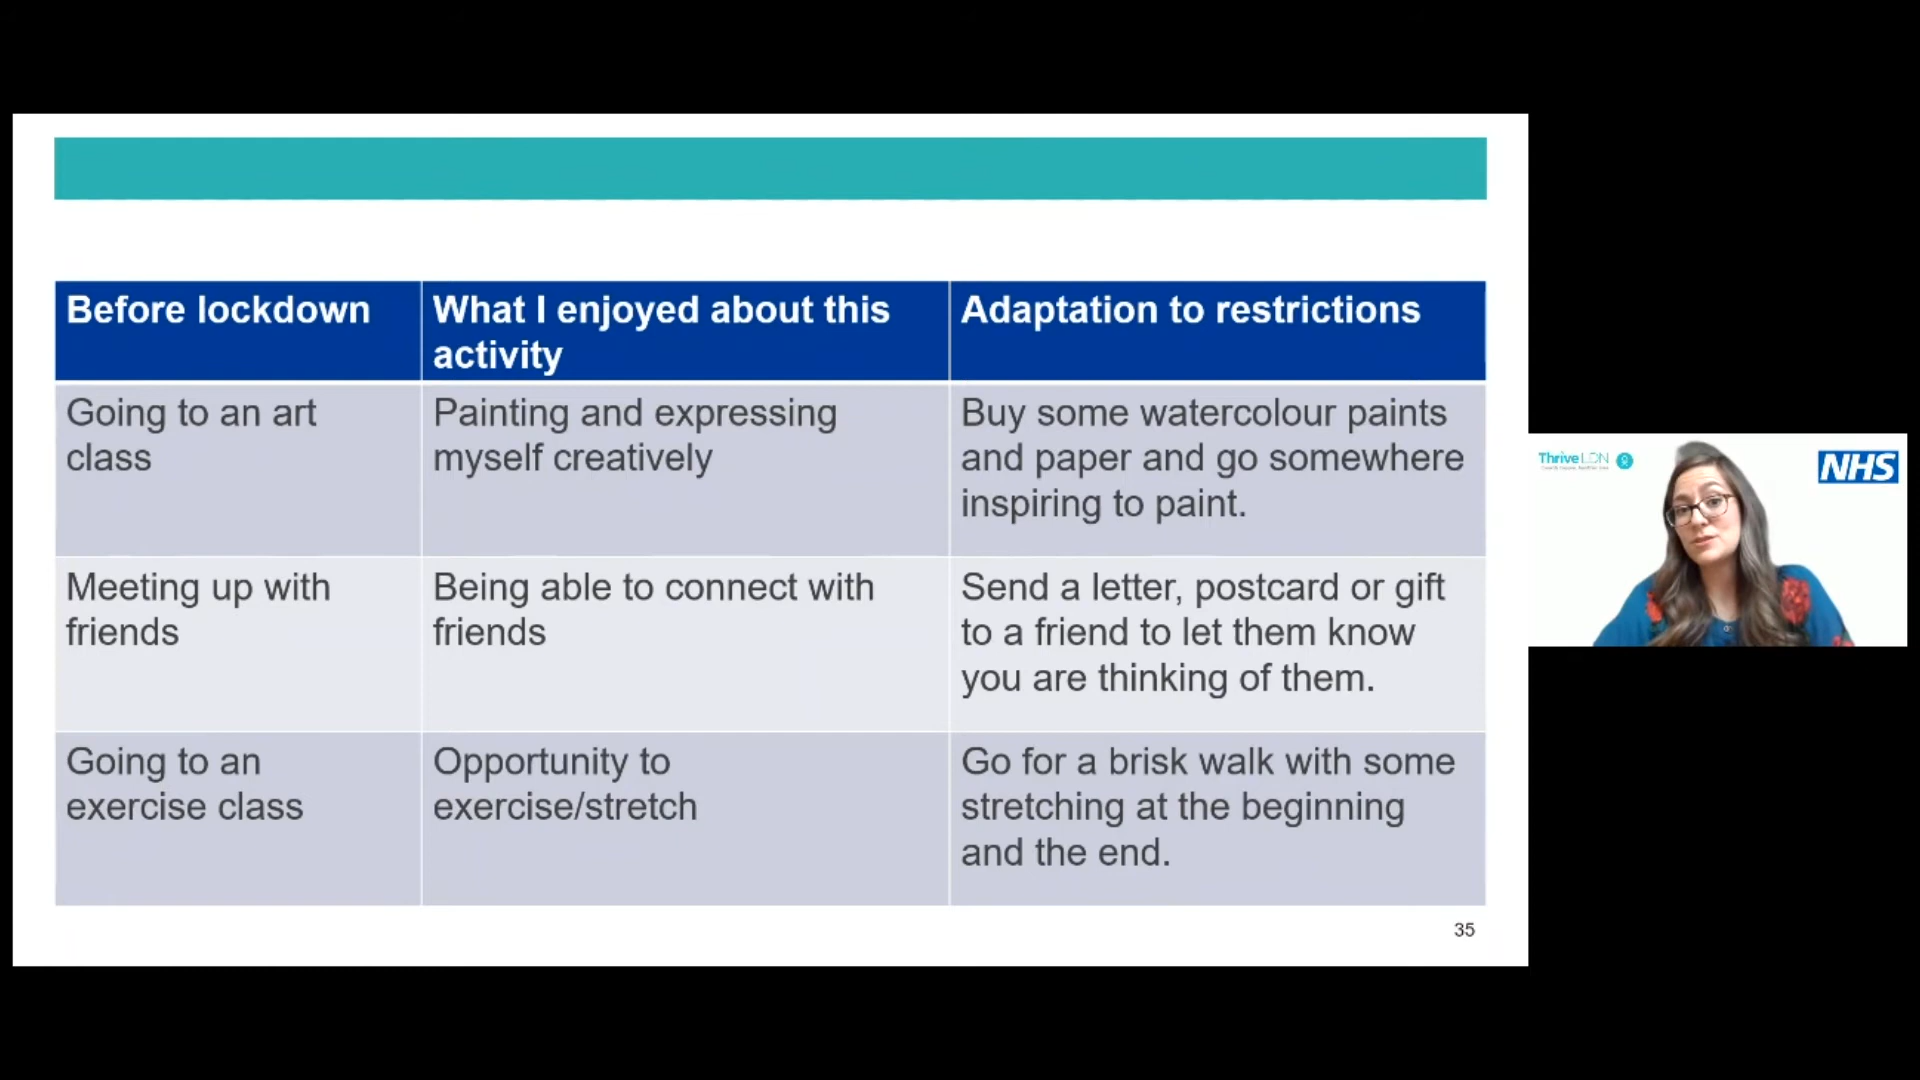 Before lockdown
What I enjoyed about this
activity
Adaptation to restrictions
Going to an art
class
Painting and expressing
myself creatively
Buy some watercolour paints
and paper and go somewhere
inspiring to paint.
Meeting up with
friends
Being able to connect with
friends
Send a letter, postcard or gift
to a friend to let them know
you are thinking of them.
Going to an
exercise class
Opportunity to
exercise/stretch
Go for a brisk walk with some
stretching at the beginning
and the end.
35
Thrive LDN
NHS